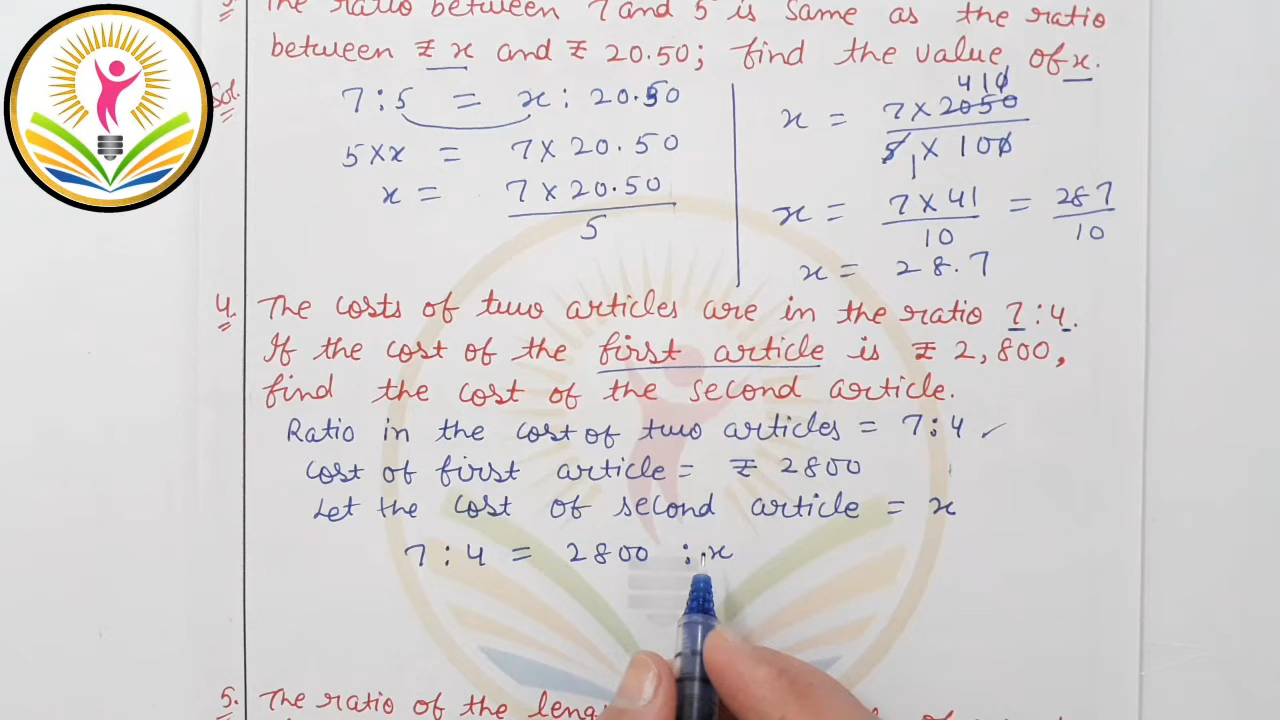 The ratio between 7 and 5 is same as the ratio
between ₹ x and ₹ 20.50; find the value of x.
Sol.
7 : 5 = x : 20.50
5 × x = 7 × 20.50
x = 7 × 20.50
5
410
x = 7 × 2050
5 × 100
1
x = 7 × 41 = 287
10 10
x = 28.7
4. The costs of two articles are in the ratio 7 : 4.
If the cost of the first article is ₹ 2,800,
find the cost of the second article.
Ratio in the cost of two articles = 7 : 4 ✓
Cost of first article = ₹ 2800
Let the cost of second article = x
7 : 4 = 2800 : x
5. The ratio of the